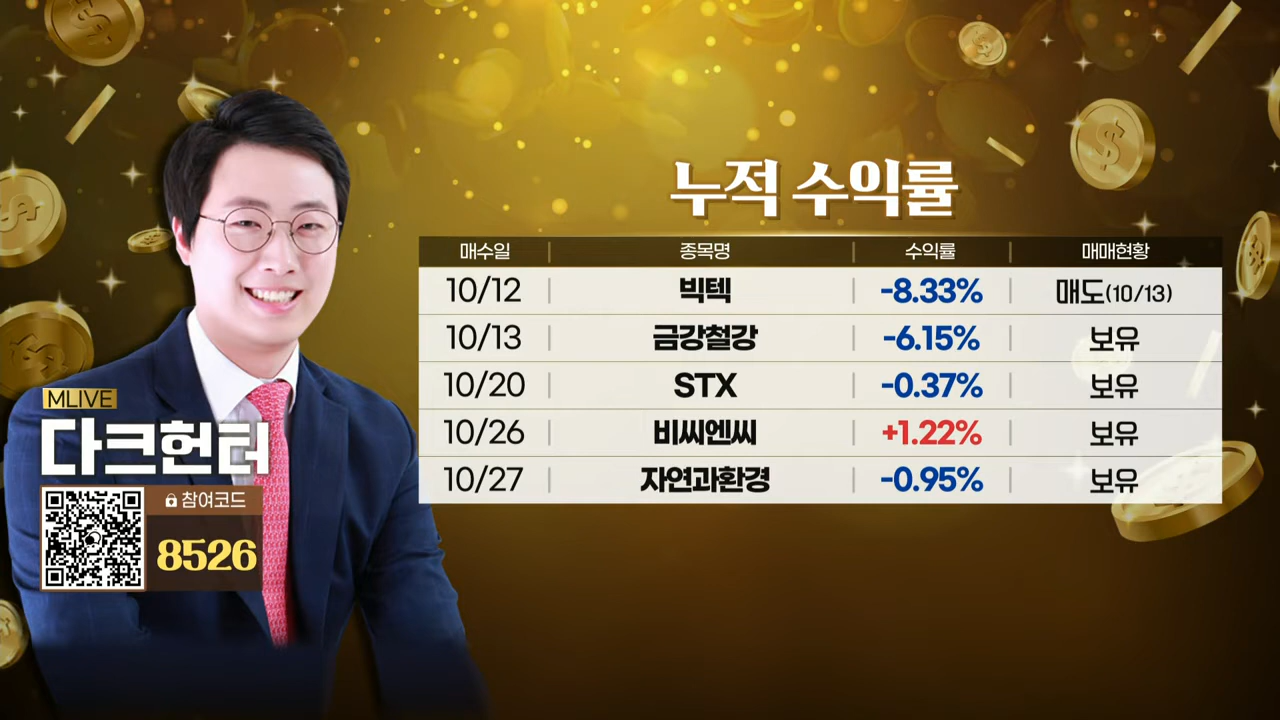 누적 수익률
매수일 | 종목명 | 수익률 | 매매현황
10/12 | 빅텍 | -8.33% | 매도(10/13)
10/13 | 금강철강 | -6.15% | 보유
10/20 | STX | -0.37% | 보유
10/26 | 비씨엔씨 | +1.22% | 보유
10/27 | 자연과환경 | -0.95% | 보유
MLIVE
다크헌터
참여코드
8526